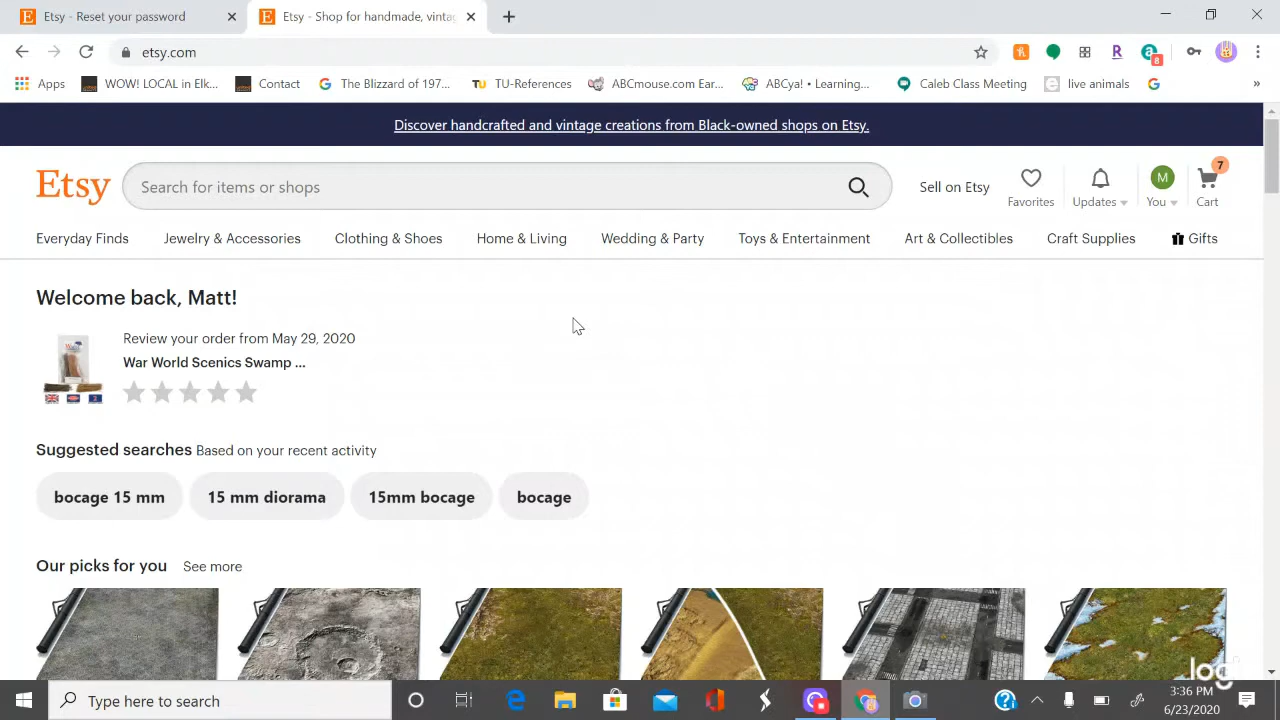 Etsy - Reset your password
Etsy - Shop for handmade, vintag
etsy.com
8
Apps
WOW! LOCAL in Elk...
Contact
The Blizzard of 197...
TU-References
ABCmouse.com Ear...
ABCya! • Learning...
Caleb Class Meeting
live animals
Discover handcrafted and vintage creations from Black-owned shops on Etsy.
Etsy
Search for items or shops
Sell on Etsy
Favorites
Updates
M
You
7
Cart
Everyday Finds
Jewelry & Accessories
Clothing & Shoes
Home & Living
Wedding & Party
Toys & Entertainment
Art & Collectibles
Craft Supplies
Gifts
Welcome back, Matt!
Review your order from May 29, 2020
War World Scenics Swamp ...
Suggested searches Based on your recent activity
bocage 15 mm
15 mm diorama
15mm bocage
bocage
Our picks for you See more
Type here to search
3:36 PM
6/23/2020